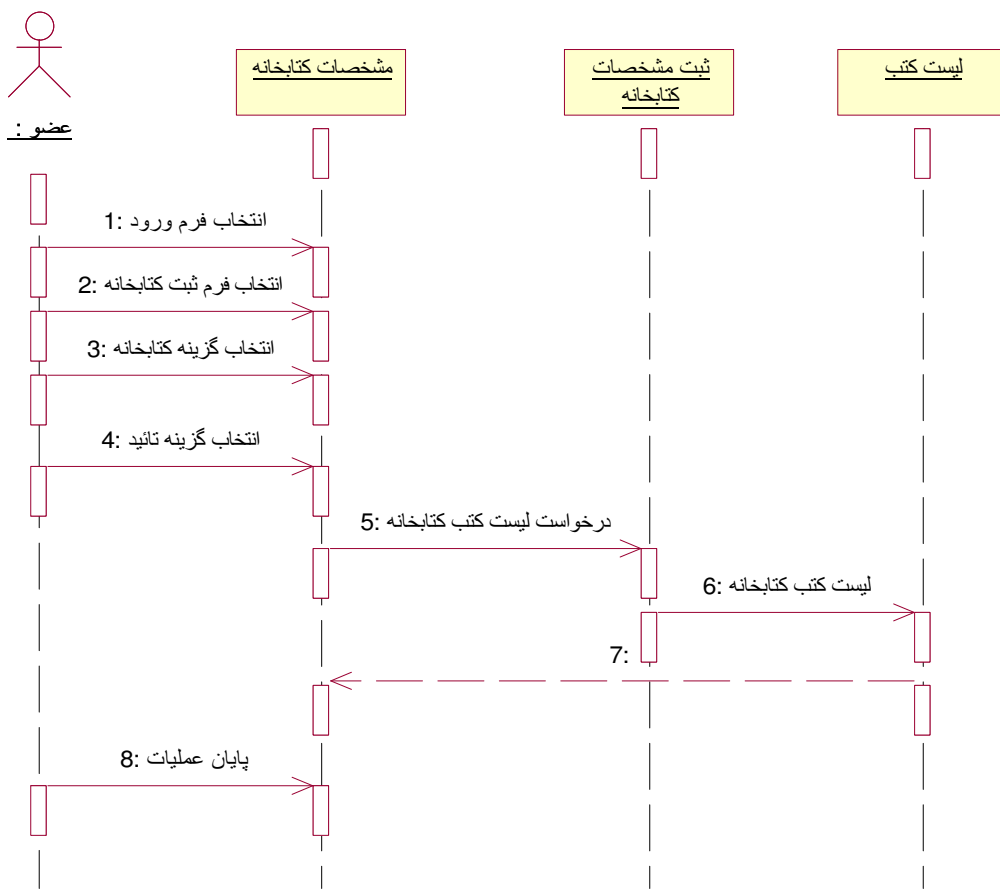 مشخصات کتابخانه
ثبت مشخصات
کتابخانه
لیست کتب
عضو :
1: انتخاب فرم ورود
2: انتخاب فرم ثبت کتابخانه
3: انتخاب گزینه کتابخانه
4: انتخاب گزینه تائید
5: درخواست لیست کتب کتابخانه
6: لیست کتب کتابخانه
7:
8: پایان عملیات